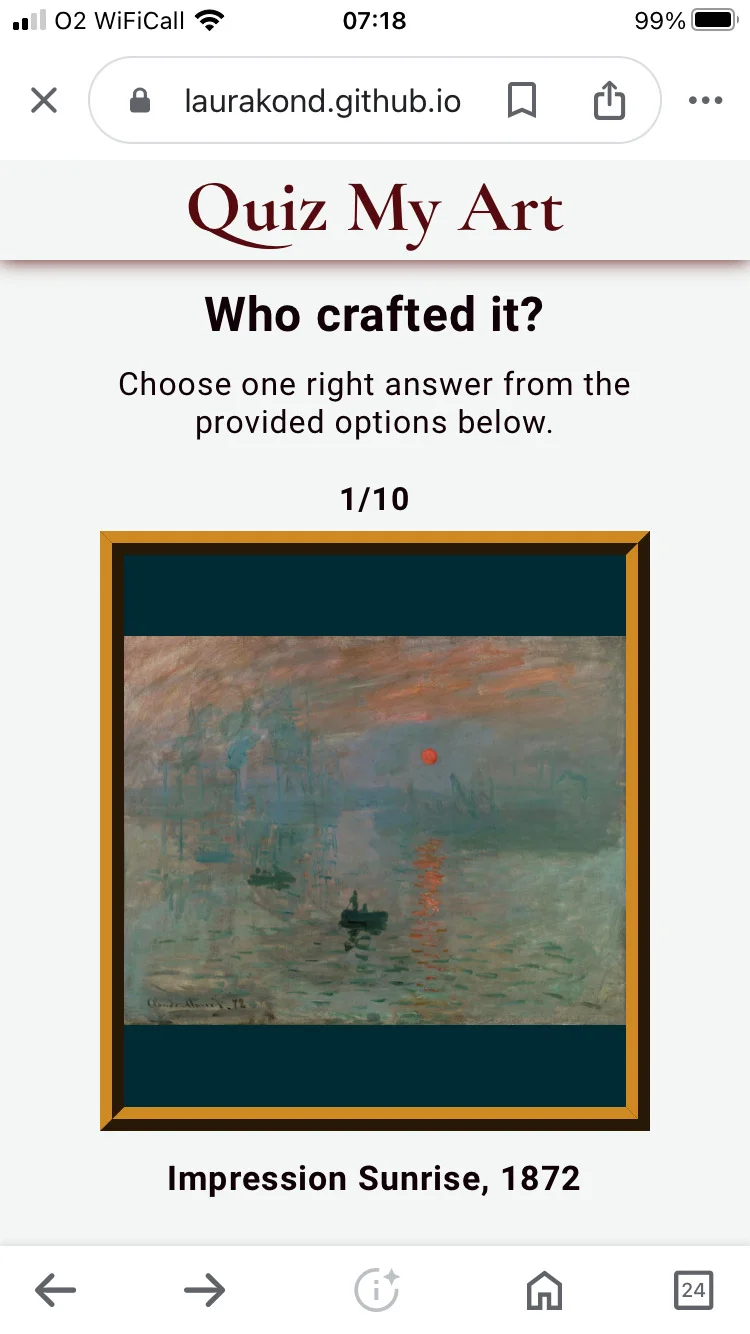 O2 WiFiCall 07:18 99%
laurakond.github.io
Quiz My Art
Who crafted it?
Choose one right answer from the
provided options below.
1/10
Claude Monet. 72
Impression Sunrise, 1872
24